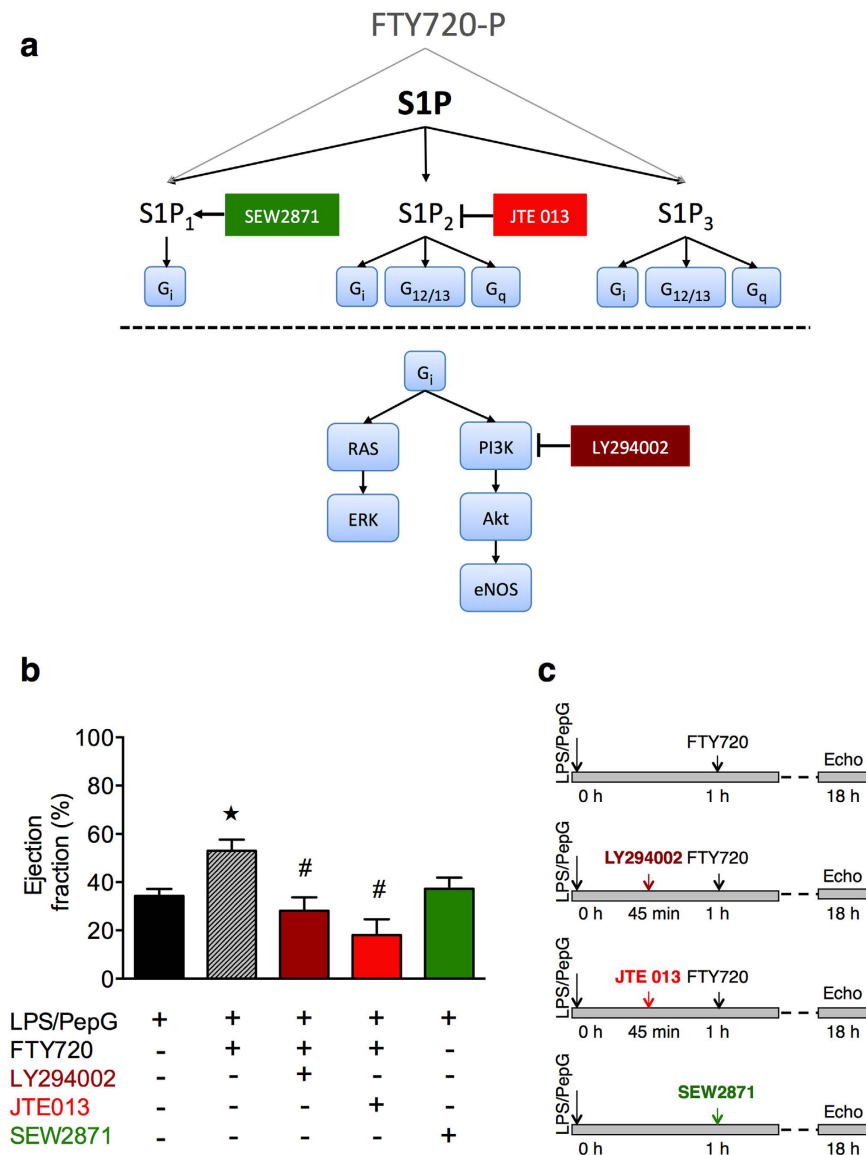 a
FTY720-P
S1P
S1P1 SEW2871 S1P2 JTE 013 S1P3
Gi Gi G12/13 Gq Gi G12/13 Gq
Gi
RAS PI3K LY294002
ERK Akt
eNOS
b
Ejection
fraction (%)
100
80
60
40
20
0
★
#
#
LPS/PepG + + + + +
FTY720 - + + + -
LY294002 - - + - -
JTE013 - - - + -
SEW2871 - - - - +
c
LPS/PepG
FTY720 Echo
0 h 1 h 18 h
LPS/PepG
LY294002 FTY720 Echo
0 h 45 min 1 h 18 h
LPS/PepG
JTE 013 FTY720 Echo
0 h 45 min 1 h 18 h
LPS/PepG
SEW2871 Echo
0 h 1 h 18 h